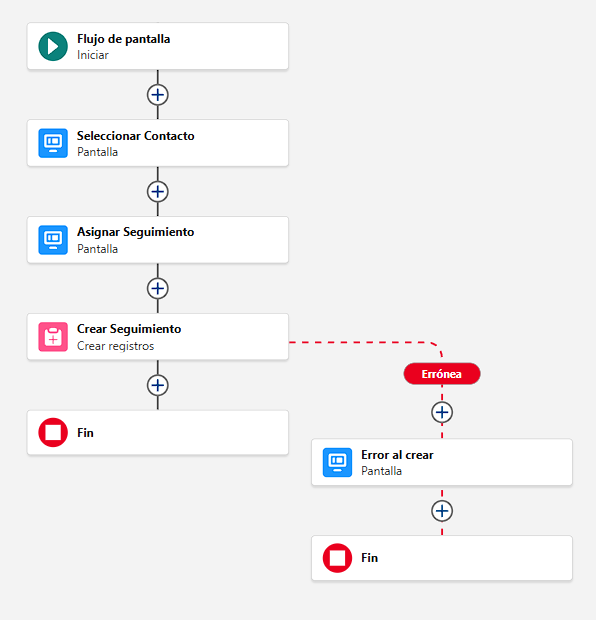 Flujo de pantalla
Iniciar
Seleccionar Contacto
Pantalla
Asignar Seguimiento
Pantalla
Crear Seguimiento
Crear registros
Errónea
Fin
Error al crear
Pantalla
Fin